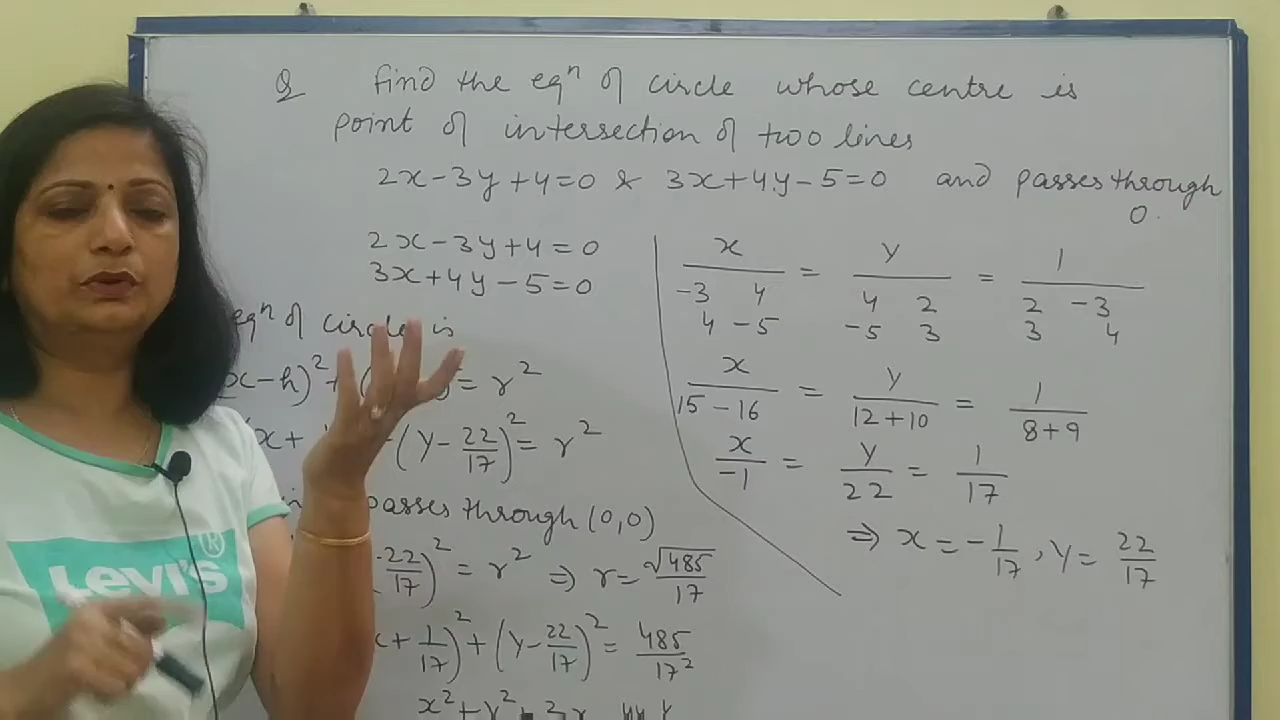 Q Find the eqⁿ of circle whose centre is
point of intersection of two lines
2x-3y+4=0 & 3x+4y-5=0 and passes through
0.
2x-3y+4=0
3x+4y-5=0
eqⁿ of circle is
x-h)²+ = r²
x+ (y-22/17)² = r²
passes through (0,0)
22/17)² = r² ⇒ r = √485/17
+1/17)² + (y-22/17)² = 485/17²
x²+y²+2x
x/(-3 4 4 -5) = y/(4 2 -5 3) = 1/(2 -3 3 4)
x/(15-16) = y/(12+10) = 1/(8+9)
x/-1 = y/22 = 1/17
⇒ x = -1/17, y = 22/17
Levi's ®